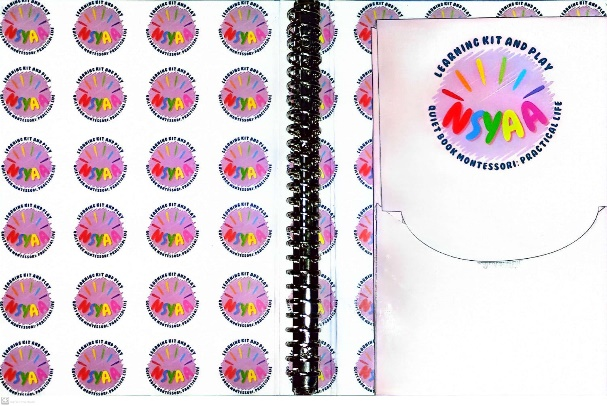 LEARNING KIT AND PLAY
NSYAA
QUIET BOOK MONTESSORI: PRACTICAL LIFE